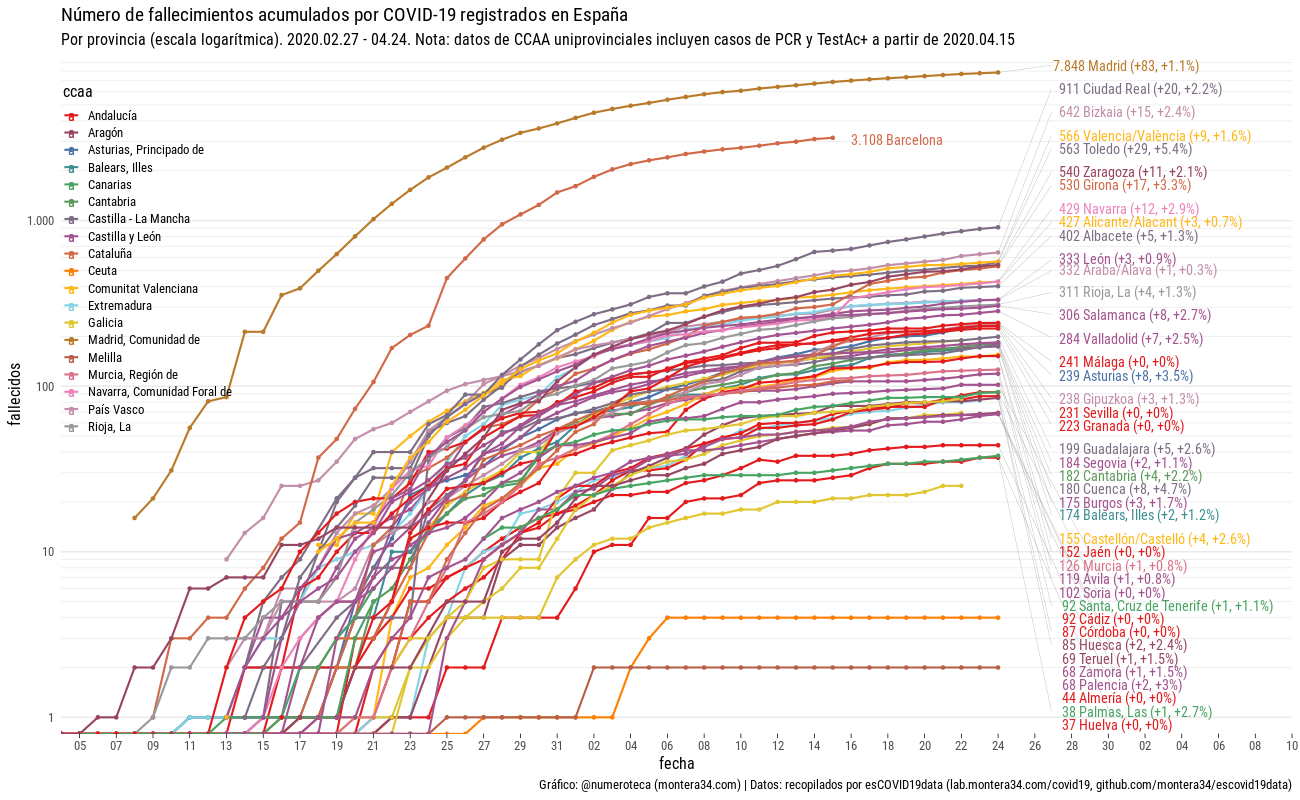 Número de fallecimientos acumulados por COVID-19 registrados en España
Por provincia (escala logarítmica). 2020.02.27 - 04.24. Nota: datos de CCAA uniprovinciales incluyen casos de PCR y TestAc+ a partir de 2020.04.15
ccaa
Andalucía
Aragón
Asturias, Principado de
Balears, Illes
Canarias
Cantabria
Castilla - La Mancha
Castilla y León
Cataluña
Ceuta
Comunitat Valenciana
Extremadura
Galicia
Madrid, Comunidad de
Melilla
Murcia, Región de
Navarra, Comunidad Foral de
País Vasco
Rioja, La
fallecidos
1.000
100
10
1
3.108 Barcelona
7.848 Madrid (+83, +1.1%)
911 Ciudad Real (+20, +2.2%)
642 Bizkaia (+15, +2.4%)
566 Valencia/València (+9, +1.6%)
563 Toledo (+29, +5.4%)
540 Zaragoza (+11, +2.1%)
530 Girona (+17, +3.3%)
429 Navarra (+12, +2.9%)
427 Alicante/Alacant (+3, +0.7%)
402 Albacete (+5, +1.3%)
333 León (+3, +0.9%)
332 Araba/Álava (+1, +0.3%)
311 Rioja, La (+4, +1.3%)
306 Salamanca (+8, +2.7%)
284 Valladolid (+7, +2.5%)
241 Málaga (+0, +0%)
239 Asturias (+8, +3.5%)
238 Gipuzkoa (+3, +1.3%)
231 Sevilla (+0, +0%)
223 Granada (+0, +0%)
199 Guadalajara (+5, +2.6%)
184 Segovia (+2, +1.1%)
182 Cantabria (+4, +2.2%)
180 Cuenca (+8, +4.7%)
175 Burgos (+3, +1.7%)
174 Balears, Illes (+2, +1.2%)
155 Castellón/Castelló (+4, +2.6%)
152 Jaén (+0, +0%)
126 Murcia (+1, +0.8%)
119 Ávila (+1, +0.8%)
102 Soria (+0, +0%)
92 Santa, Cruz de Tenerife (+1, +1.1%)
92 Cádiz (+0, +0%)
87 Córdoba (+0, +0%)
85 Huesca (+2, +2.4%)
69 Teruel (+1, +1.5%)
68 Zamora (+1, +1.5%)
68 Palencia (+2, +3%)
44 Almería (+0, +0%)
38 Palmas, Las (+1, +2.7%)
37 Huelva (+0, +0%)
05 07 09 11 13 15 17 19 21 23 25 27 29 31 02 04 06 08 10 12 14 16 18 20 22 24 26 28 30 02 04 06 08 10
fecha
Gráfico: @numeroteca (montera34.com) | Datos: recopilados por esCOVID19data (lab.montera34.com/covid19, github.com/montera34/escovid19data)